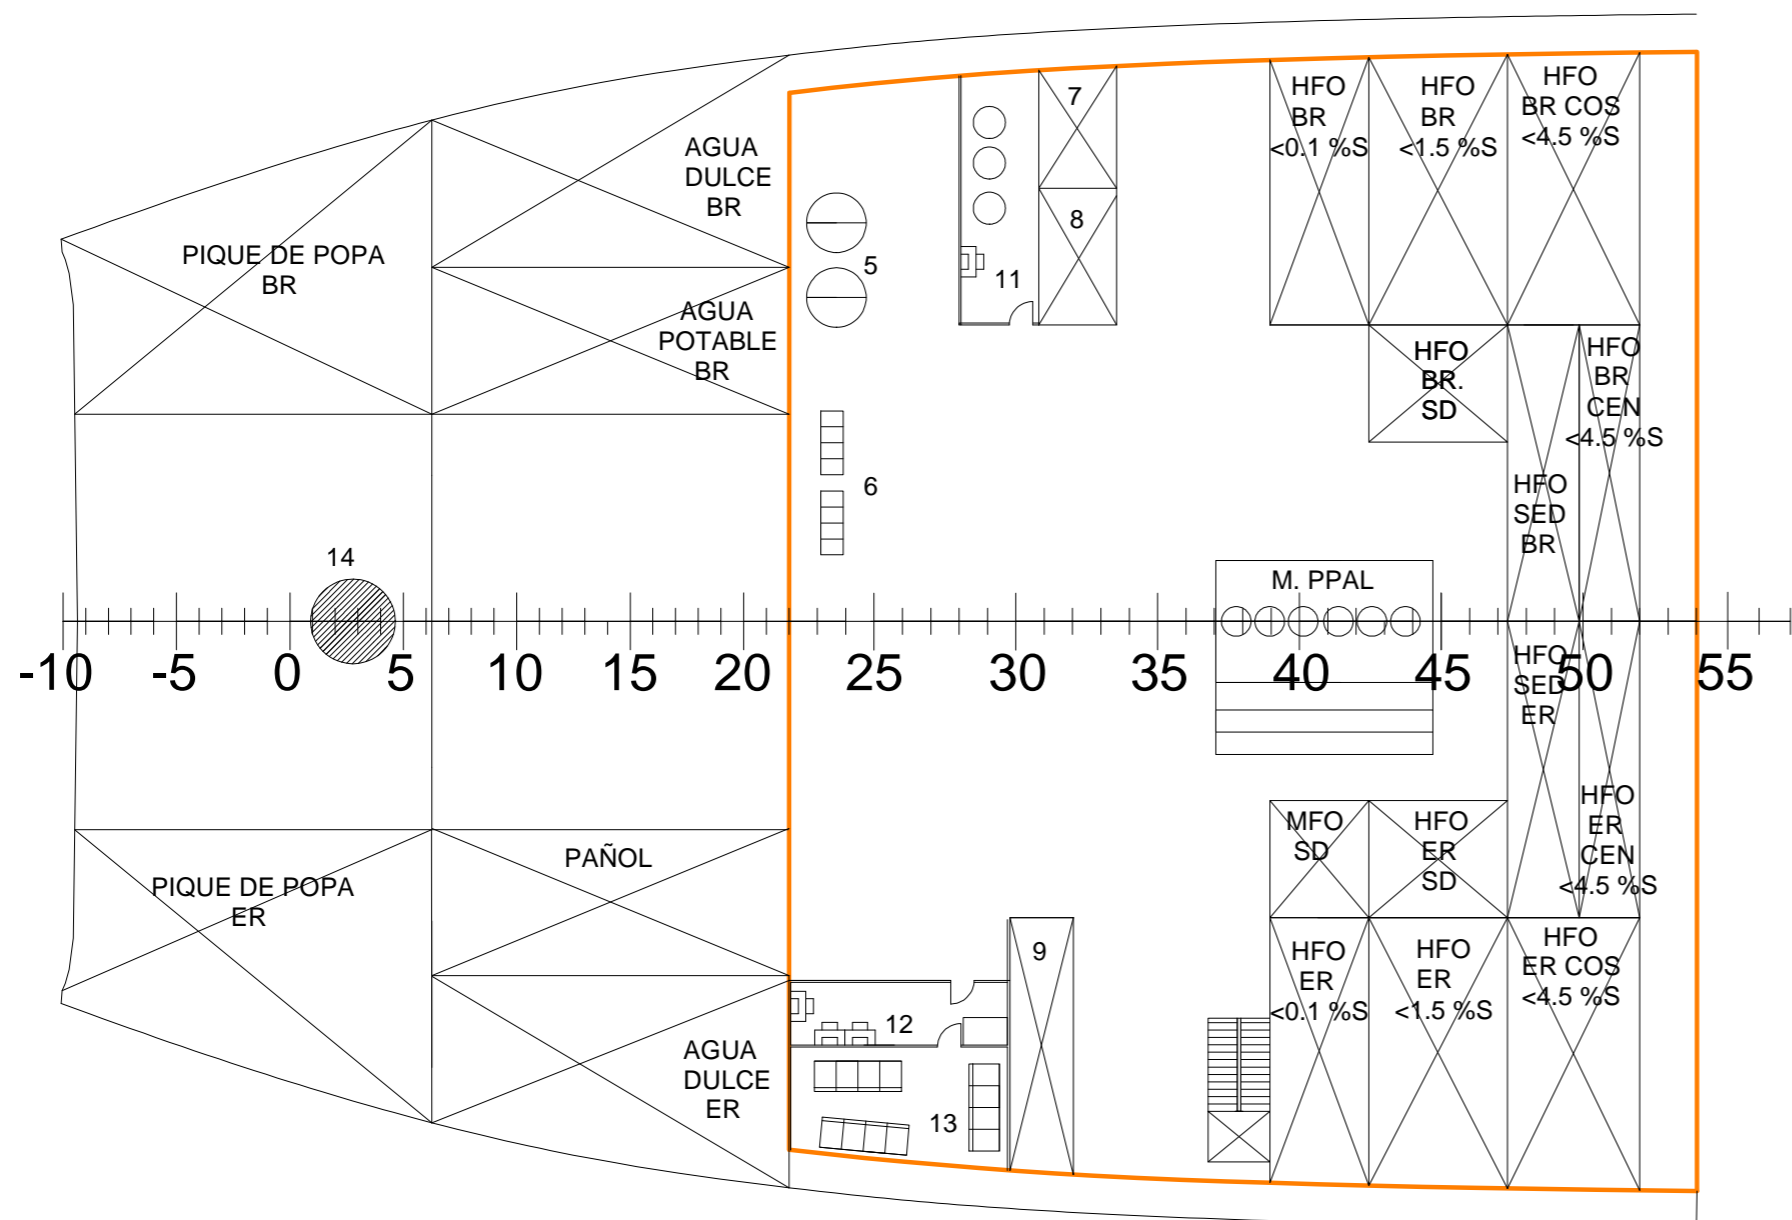 HFO
BR
<0.1 %S
HFO
BR
<1.5 %S
HFO
BR COS
<4.5 %S
7
8
AGUA
DULCE
BR
PIQUE DE POPA
BR
5
11
AGUA
POTABLE
BR
HFO
BR.
SD
HFO
BR
CEN
<4.5 %S
6
HFO
SED
BR
14
M. PPAL
-10
-5
0
5
10
15
20
25
30
35
40
45
50
55
HFO
SED
ER
PAÑOL
PIQUE DE POPA
ER
MFO
SD
HFO
ER
SD
HFO
ER
CEN
<4.5 %S
9
HFO
ER
<0.1 %S
HFO
ER
<1.5 %S
HFO
ER COS
<4.5 %S
12
AGUA
DULCE
ER
13